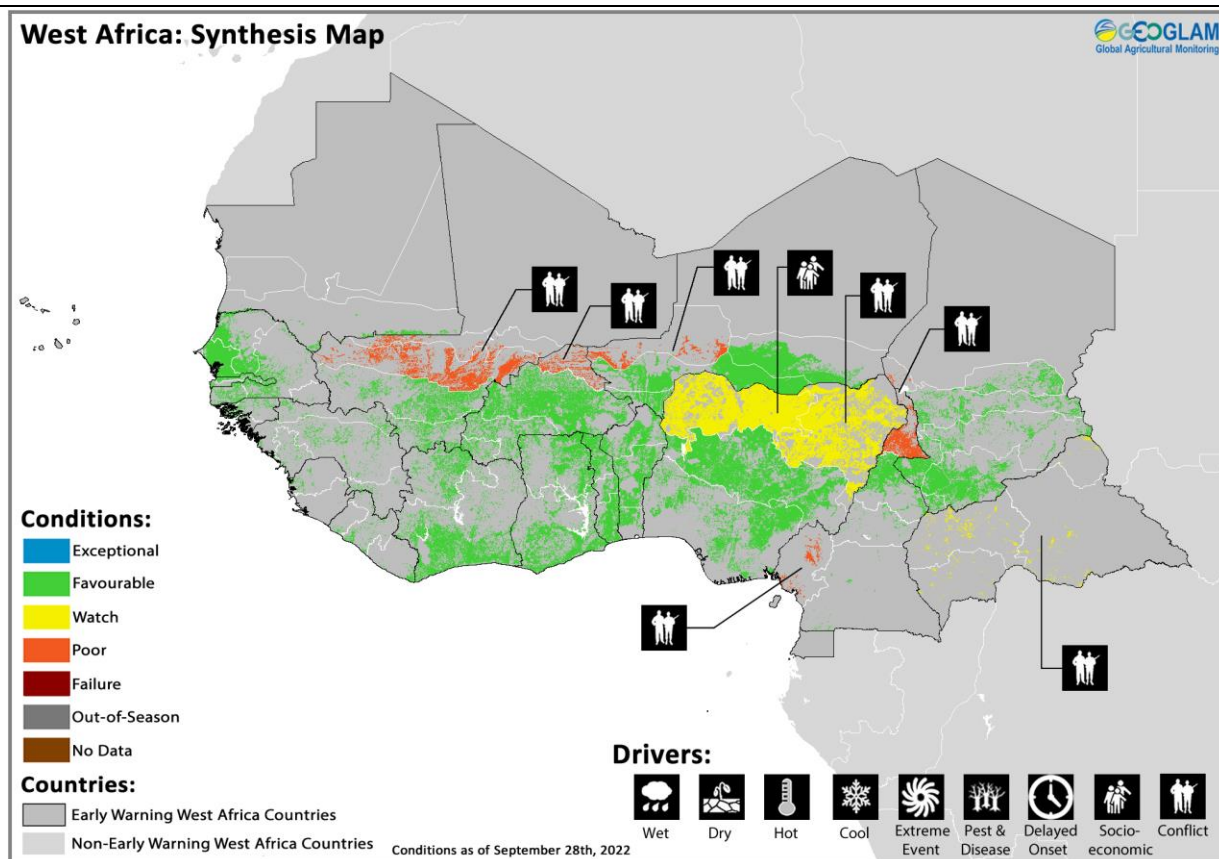 West Africa: Synthesis Map
GEOGLAM
Global Agricultural Monitoring
Conditions:
Exceptional
Favourable
Watch
Poor
Failure
Out-of-Season
No Data
Countries:
Early Warning West Africa Countries
Non-Early Warning West Africa Countries
Conditions as of September 28th, 2022
Drivers:
Wet
Dry
Hot
Cool
Extreme
Event
Pest &
Disease
Delayed
Onset
Socio-
economic
Conflict